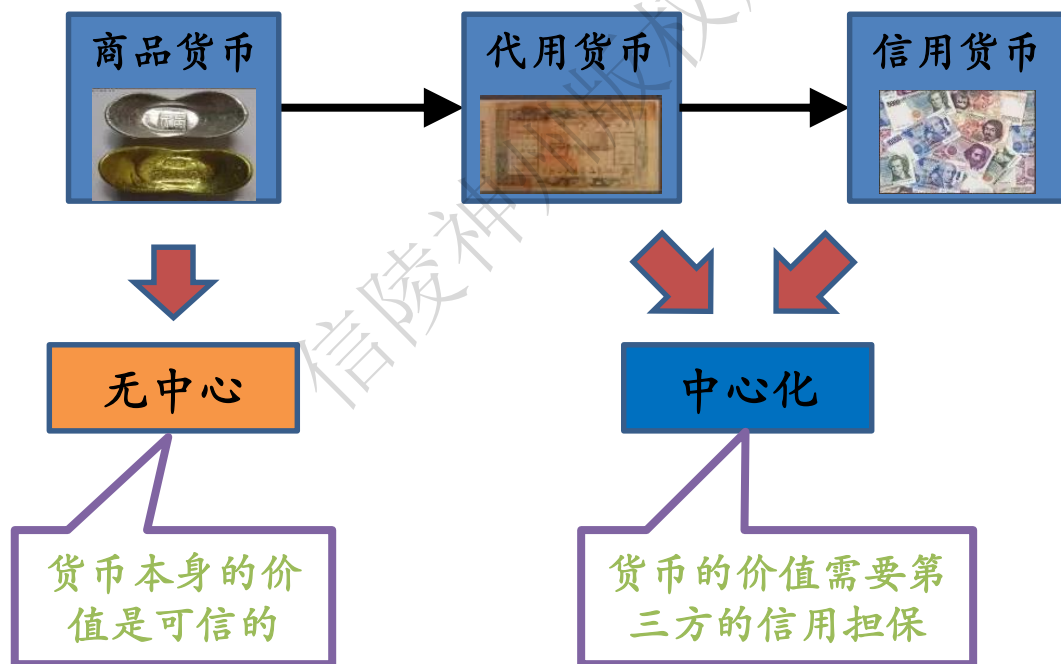 商品货币
代用货币
信用货币
无中心
中心化
货币本身的价
值是可信的
货币的价值需要第
三方的信用担保